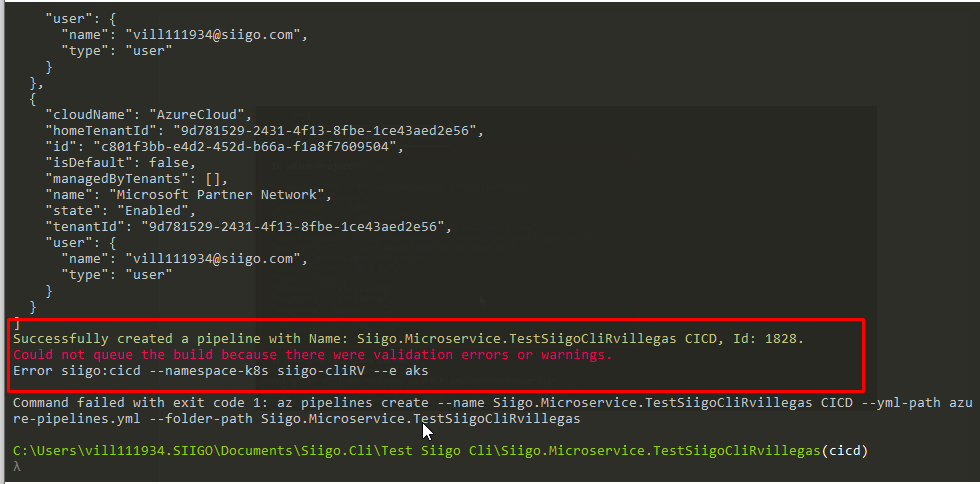 "user": {
"name": "vill111934@siigo.com",
"type": "user"
}
},
{
"cloudName": "AzureCloud",
"homeTenantId": "9d781529-2431-4f13-8fbe-1ce43aed2e56",
"id": "c801f3bb-e4d2-452d-b66a-f1a8f7609504",
"isDefault": false,
"managedByTenants": [],
"name": "Microsoft Partner Network",
"state": "Enabled",
"tenantId": "9d781529-2431-4f13-8fbe-1ce43aed2e56",
"user": {
"name": "vill111934@siigo.com",
"type": "user"
}
}
]
Successfully created a pipeline with Name: Siigo.Microservice.TestSiigoCliRvillegas CICD, Id: 1828.
Could not queue the build because there were validation errors or warnings.
Error siigo:cicd --namespace-k8s siigo-cliRV --e aks
Command failed with exit code 1: az pipelines create --name Siigo.Microservice.TestSiigoCliRvillegas CICD --yml-path azu
re-pipelines.yml --folder-path Siigo.Microservice.TestSiigoCliRvillegas
C:\Users\vill111934.SIIGO\Documents\Siigo.Cli\Test Siigo Cli\Siigo.Microservice.TestSiigoCliRvillegas(cicd)
λ